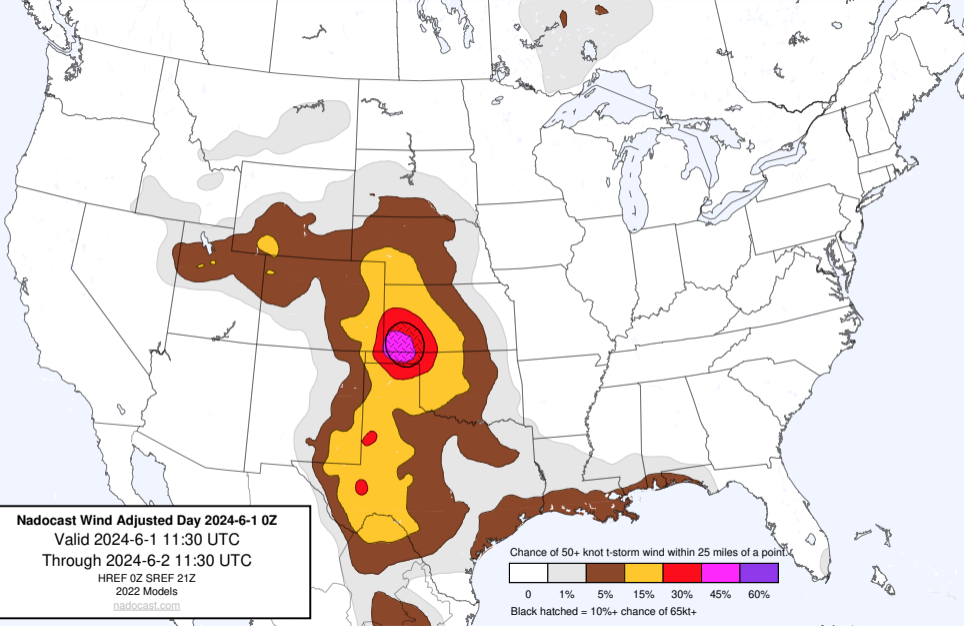 Nadocast Wind Adjusted Day 2024-6-1 0Z
Valid 2024-6-1 11:30 UTC
Through 2024-6-2 11:30 UTC
HREF 0Z SREF 21Z
2022 Models
nadocast.com
Chance of 50+ knot t-storm wind within 25 miles of a point.
0 1% 5% 15% 30% 45% 60%
Black hatched = 10%+ chance of 65kt+